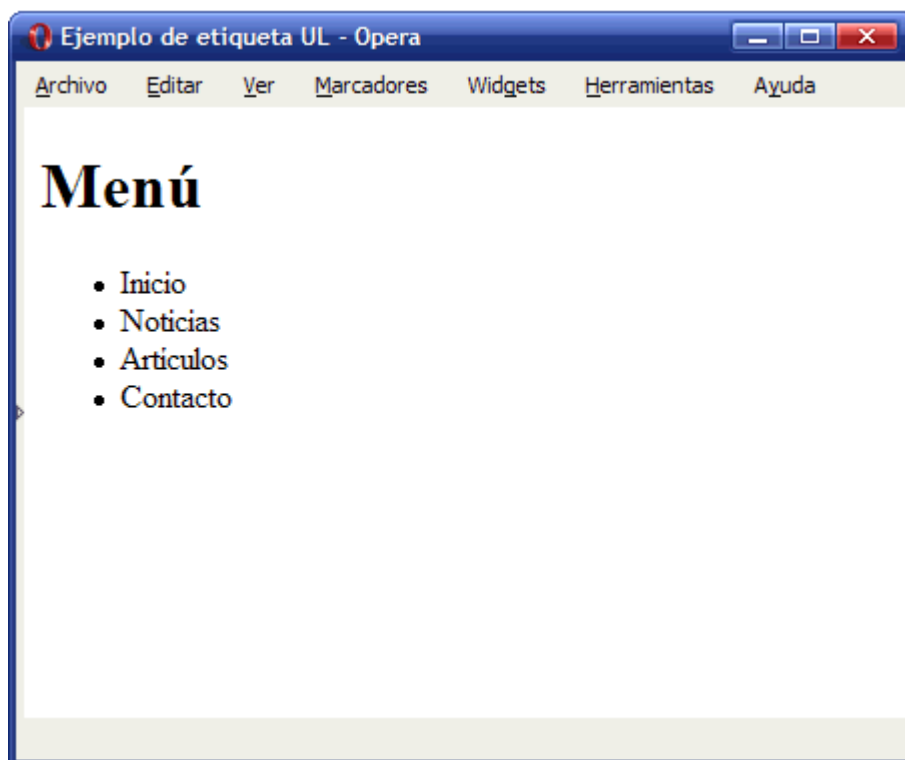 Ejemplo de etiqueta UL - Opera
Archivo Editar Ver Marcadores Widgets Herramientas Ayuda
Menú
• Inicio
• Noticias
• Artículos
• Contacto